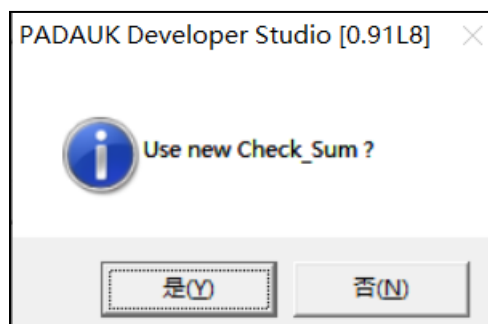 PADAUK Developer Studio [0.91L8]
Use new Check_Sum ?
是(Y) 否(N)